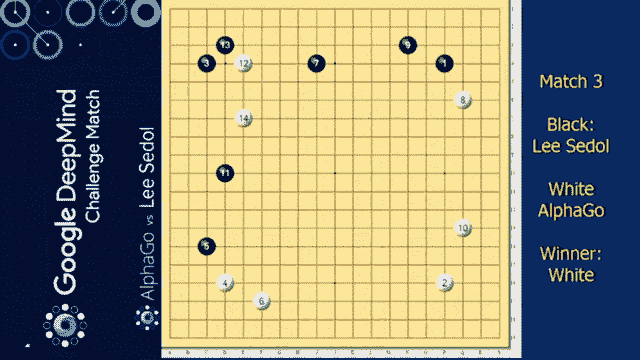 Google DeepMind
Challenge Match
AlphaGo vs Lee Sedol
13
9
3
12
7
1
8
14
11
10
5
4
2
6
Match 3
Black:
Lee Sedol
White
AlphaGo
Winner:
White